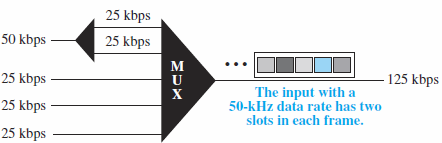 25 kbps
50 kbps
25 kbps
MUX
25 kbps
25 kbps
25 kbps
125 kbps
The input with a
50-kHz data rate has two
slots in each frame.